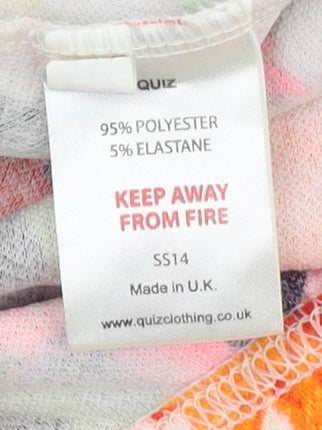 QUIZ
95% POLYESTER
5% ELASTANE
KEEP AWAY
FROM FIRE
SS14
Made in U.K.
www.quizclothing.co.uk